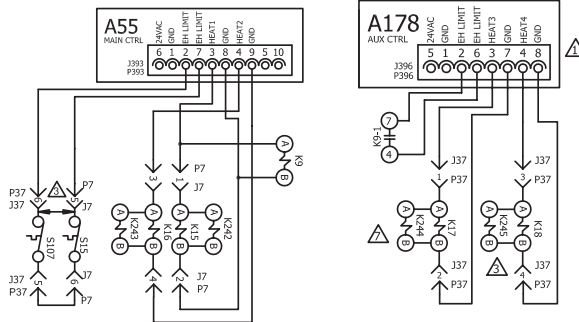 A55
MAIN CTRL
24VAC
GND
EH LIMIT
EH LIMIT
HEAT1
GND
HEAT2
GND
6 1 2 7 3 8 4 9 5 10
J393
P393
A178
AUX CTRL
24VAC
GND
EH LIMIT
EH LIMIT
HEAT3
GND
HEAT4
GND
5 1 2 6 3 7 4 8
J396
P396
1
7
K9-1
4
A
K9
B
P37
6
J37
3
5
P7
J7
S107
S15
J37
5
P37
6
J7
P7
3
1
P7
J7
A
B
K243
A
B
K16
A
B
K15
A
B
K242
4
2
J7
P7
J37
1
P37
J37
3
P37
7
A
B
K244
A
B
K17
A
B
K245
A
B
K18
3
J37
2
P37
J37
4
P37